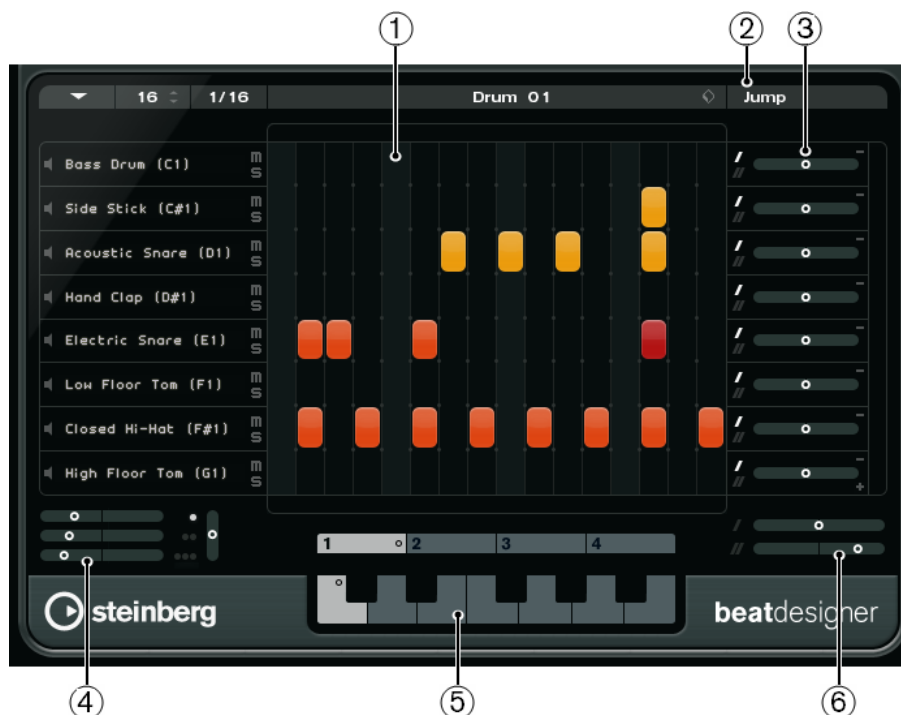 1 2 3
16 1/16 Drum 01 Jump
Bass Drum (C1) m S
Side Stick (C#1) m S
Acoustic Snare (D1) m S
Hand Clap (D#1) m S
Electric Snare (E1) m S
Low Floor Tom (F1) m S
Closed Hi-Hat (F#1) m S
High Floor Tom (G1) m S
1 2 3 4
steinberg beatdesigner
4 5 6